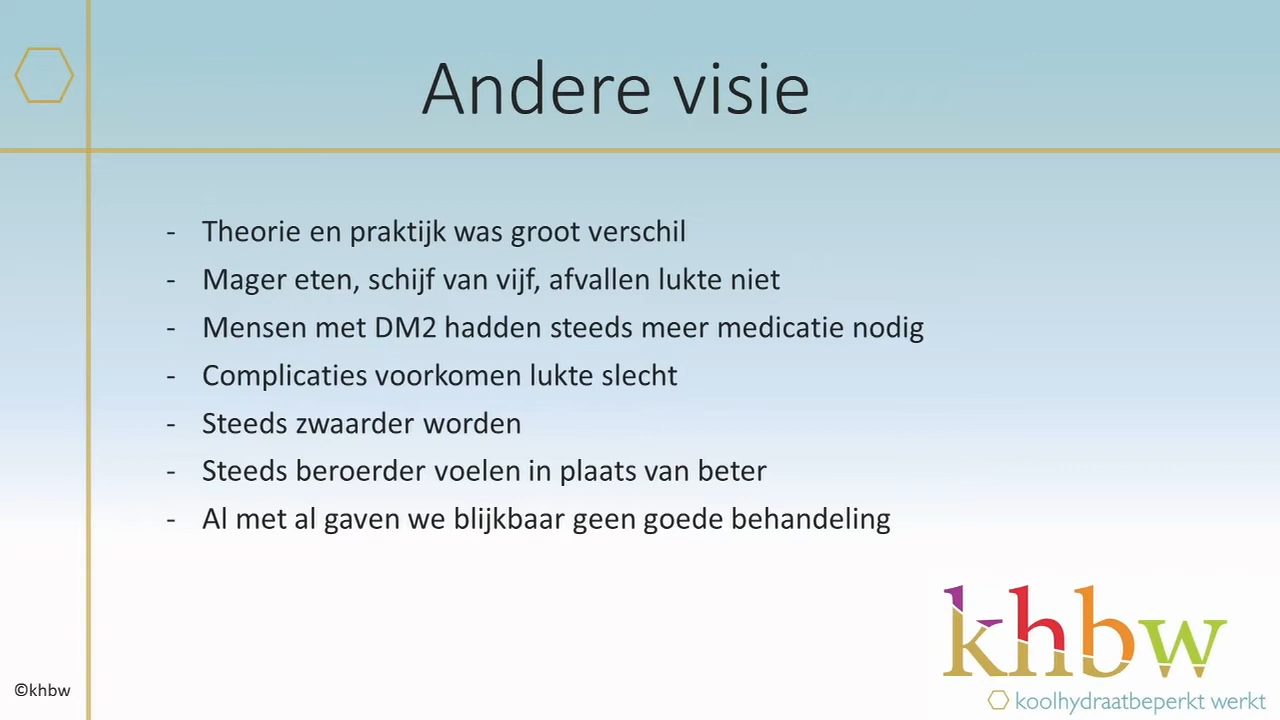 Andere visie
- Theorie en praktijk was groot verschil
- Mager eten, schijf van vijf, afvallen lukte niet
- Mensen met DM2 hadden steeds meer medicatie nodig
- Complicaties voorkomen lukte slecht
- Steeds zwaarder worden
- Steeds beroerder voelen in plaats van beter
- Al met al gaven we blijkbaar geen goede behandeling
khbw
koolhydraatbeperkt werkt
©khbw